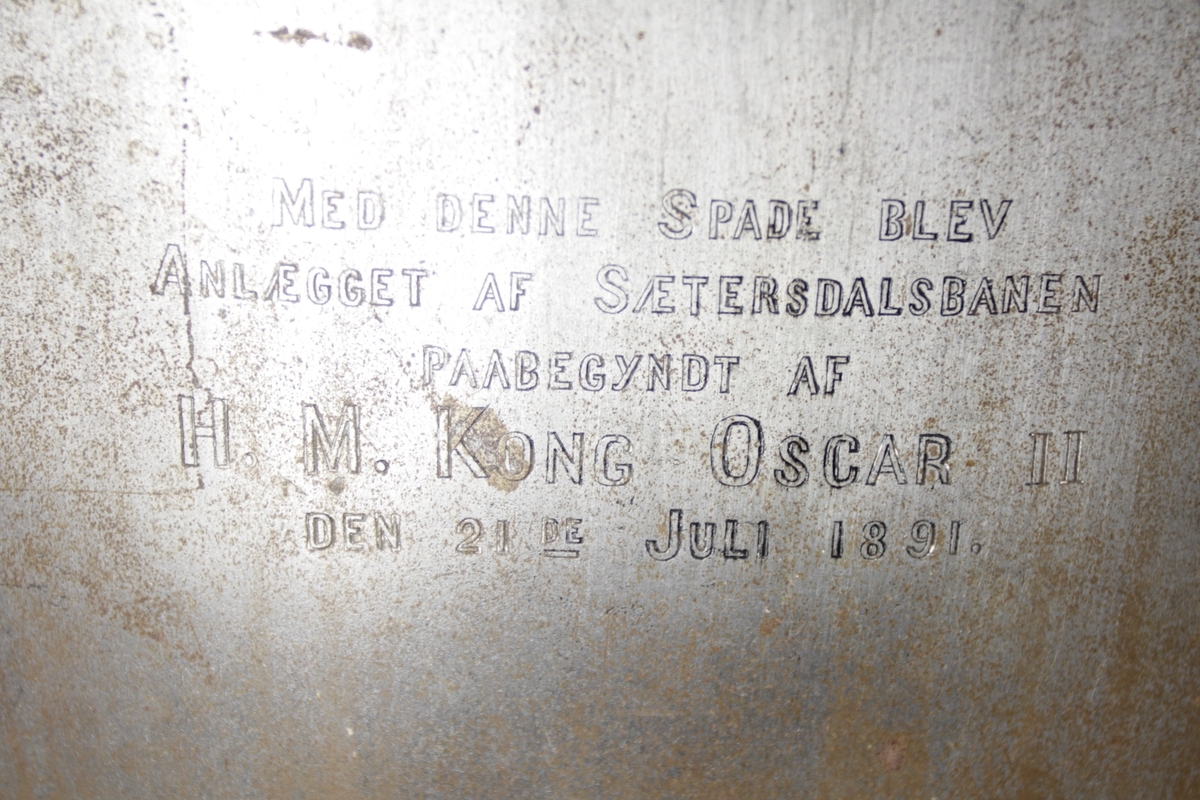 MED DENNE SPADE BLEV
ANLÆGGET AF SÆTERSDALSBANEN
PAABEGYNDT AF
H. M. KONG OSCAR II
DEN 21DE JULI 1891.